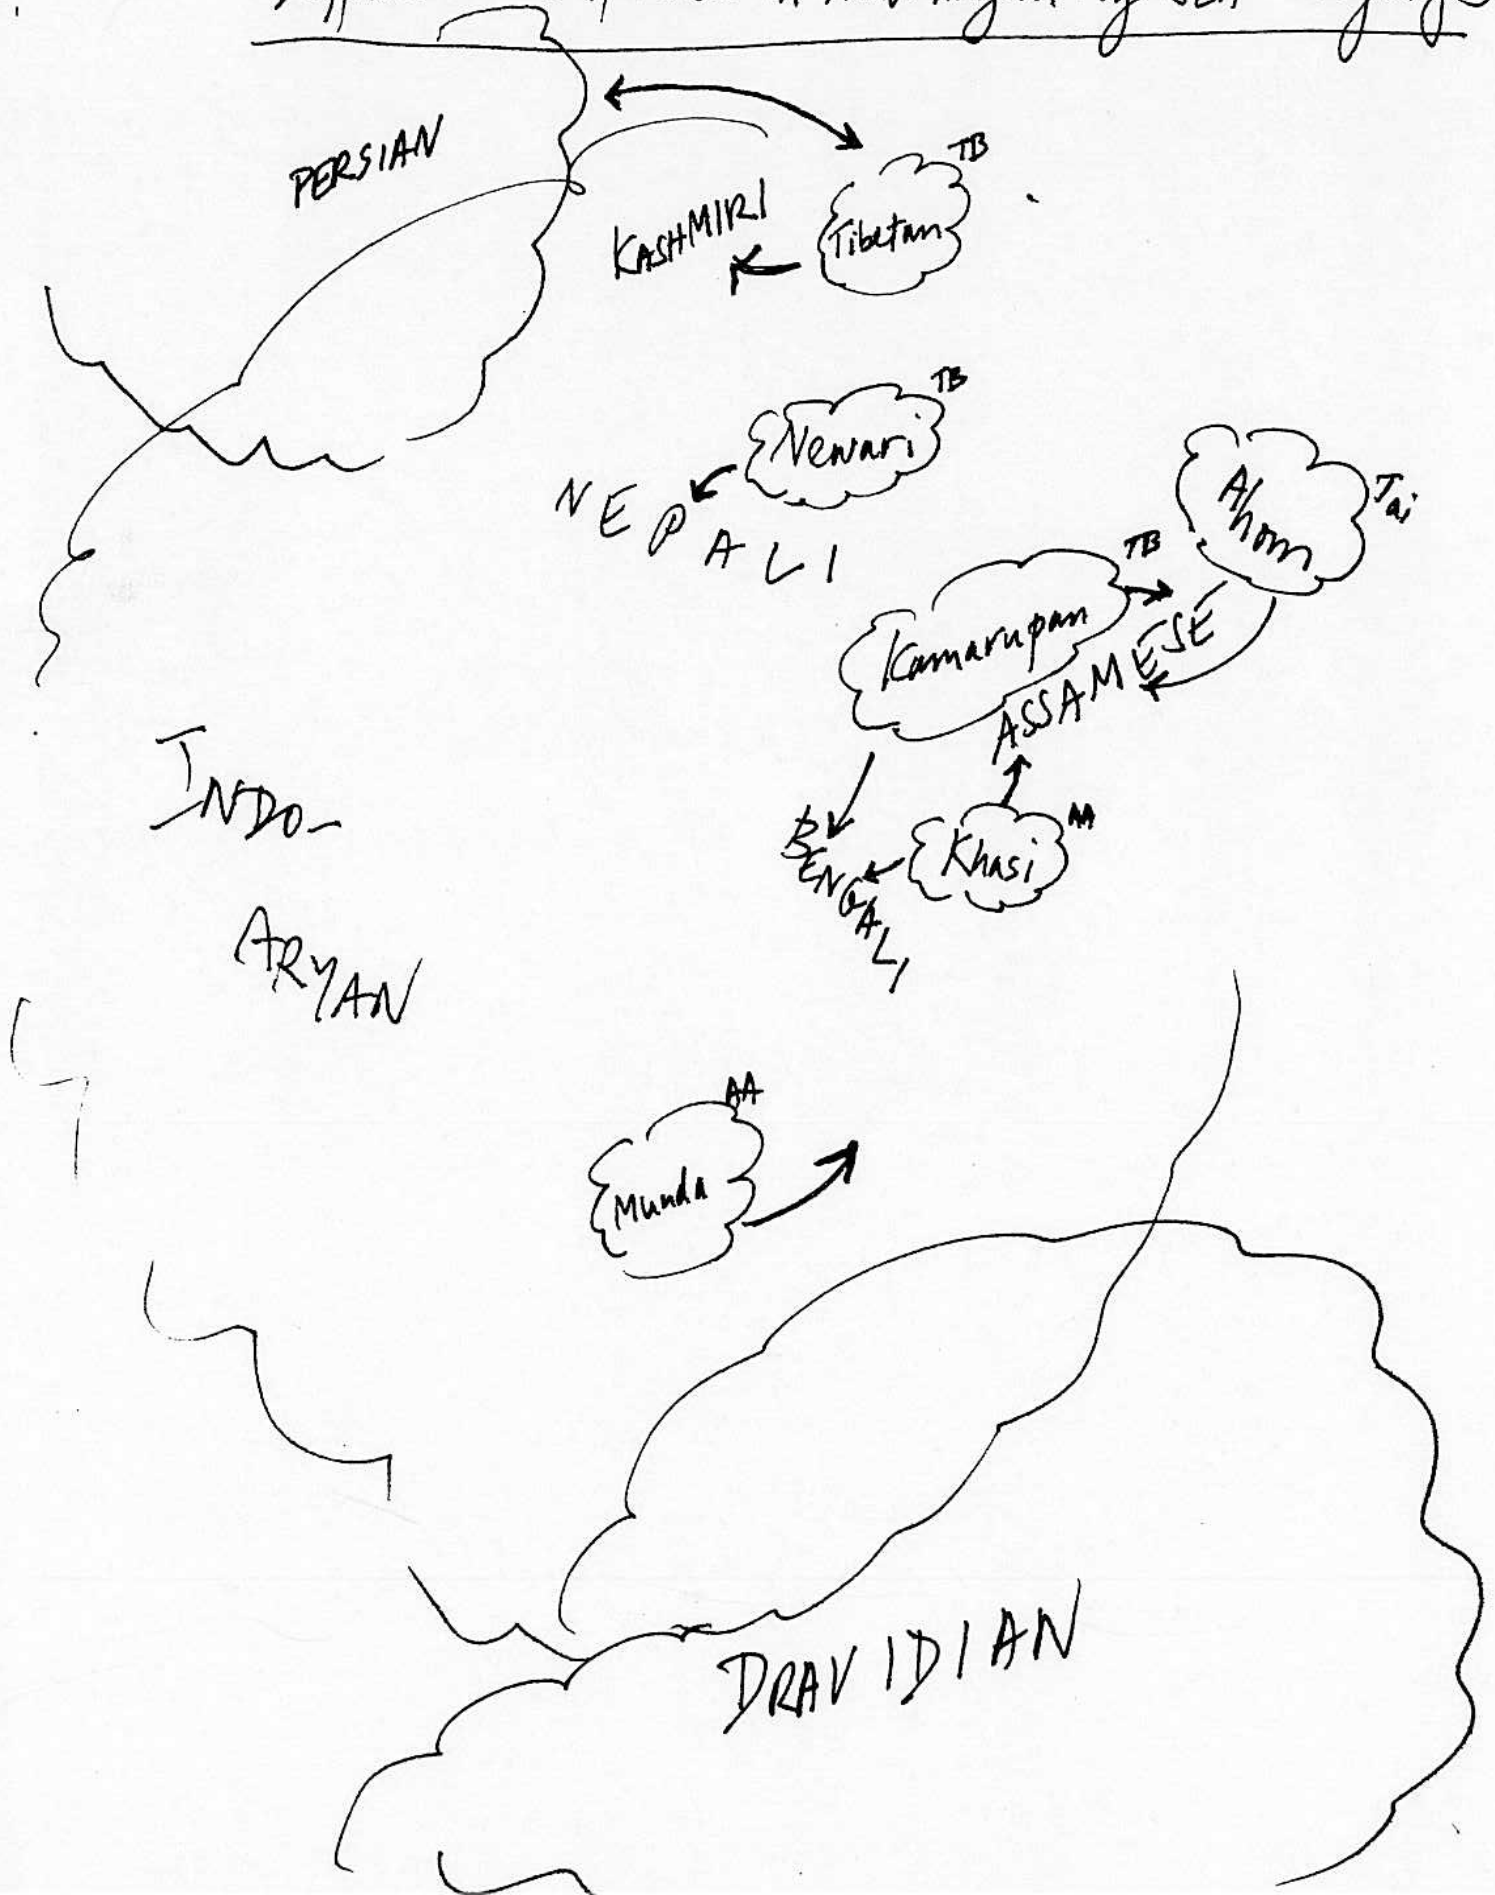 PERSIAN
TB
Tibetan
KASHMIRI
TB
Newari
NEPALI
Ahom
Tai
TB
Kamarupan
ASSAMESE
Khasi
AA
BENGALI
INDO-
ARYAN
AA
Munda
DRAVIDIAN